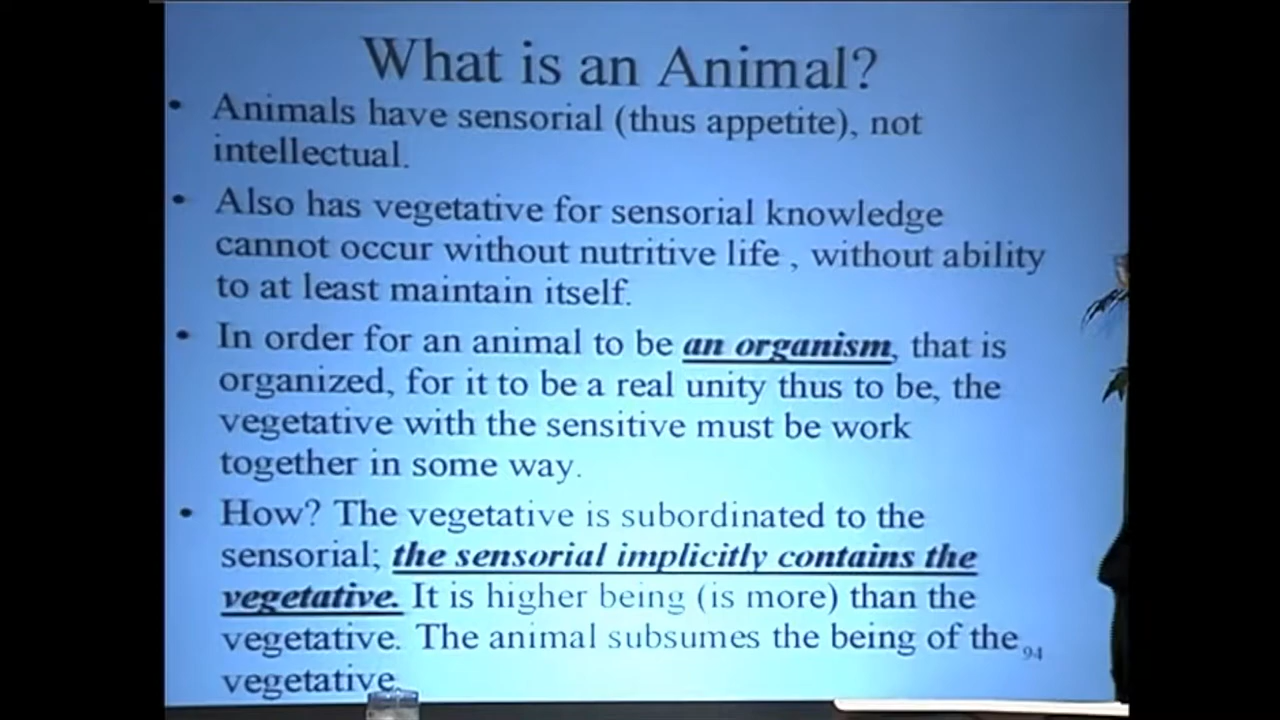 What is an Animal?
• Animals have sensorial (thus appetite), not
intellectual.
• Also has vegetative for sensorial knowledge
cannot occur without nutritive life , without ability
to at least maintain itself.
• In order for an animal to be an organism, that is
organized, for it to be a real unity thus to be, the
vegetative with the sensitive must be work
together in some way.
• How? The vegetative is subordinated to the
sensorial; the sensorial implicitly contains the
vegetative. It is higher being (is more) than the
vegetative. The animal subsumes the being of the
vegetative.
94